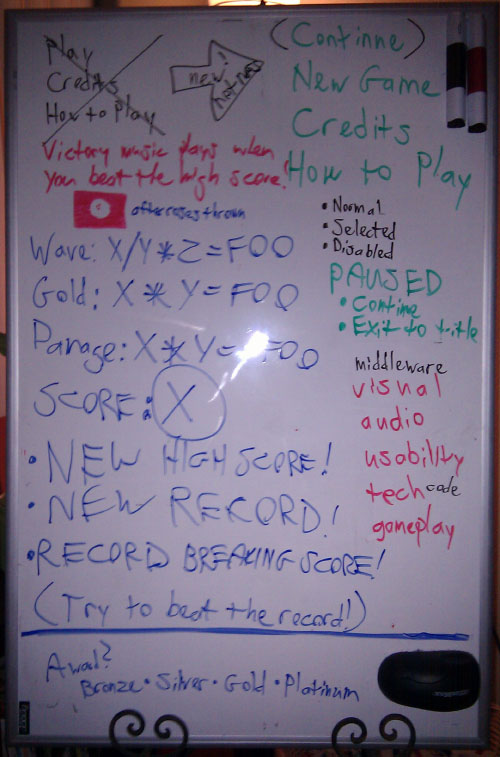 Play
Credits
How to Play
new!
hotness
(Continue)
New Game
Credits
How to Play
Victory music plays when
you beat the high score!
after roses thrown
• Normal
• Selected
• Disabled
Wave: X/Y * Z = FOO
Gold: X * Y = FOO
Damage: X * Y = FOO
SCORE: X
PAUSED
• Continue
• Exit to title
middleware
visual
audio
usability
tech code
gameplay
• NEW HIGH SCORE!
• NEW RECORD!
• RECORD BREAKING SCORE!
(Try to beat the record!)
Award?
Bronze • Silver • Gold • Platinum